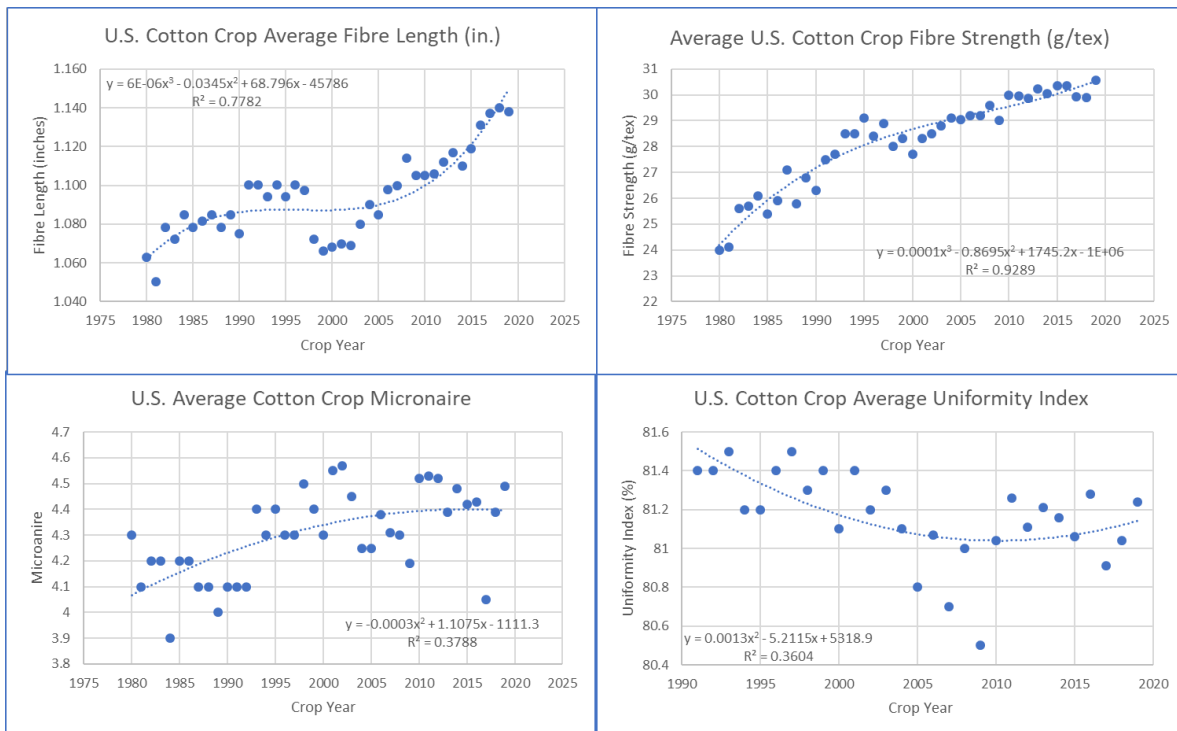 U.S. Cotton Crop Average Fibre Length (in.)
1.160
1.140
1.120
1.100
1.080
1.060
1.040
Fibre Length (inches)
y = 6E-06x³ - 0.0345x² + 68.796x - 45786
R² = 0.7782
1975 1980 1985 1990 1995 2000 2005 2010 2015 2020 2025
Crop Year
Average U.S. Cotton Crop Fibre Strength (g/tex)
31
30
29
28
27
26
25
24
23
22
Fibre Strength (g/tex)
y = 0.0001x³ - 0.8695x² + 1745.2x - 1E+06
R² = 0.9289
1975 1980 1985 1990 1995 2000 2005 2010 2015 2020 2025
Crop Year
U.S. Average Cotton Crop Micronaire
4.7
4.6
4.5
4.4
4.3
4.2
4.1
4
3.9
3.8
Microanire
y = -0.0003x² + 1.1075x - 1111.3
R² = 0.3788
1975 1980 1985 1990 1995 2000 2005 2010 2015 2020 2025
Crop Year
U.S. Cotton Crop Average Uniformity Index
81.6
81.4
81.2
81
80.8
80.6
80.4
Uniformity Index (%)
y = 0.0013x² - 5.2115x + 5318.9
R² = 0.3604
1990 1995 2000 2005 2010 2015 2020
Crop Year